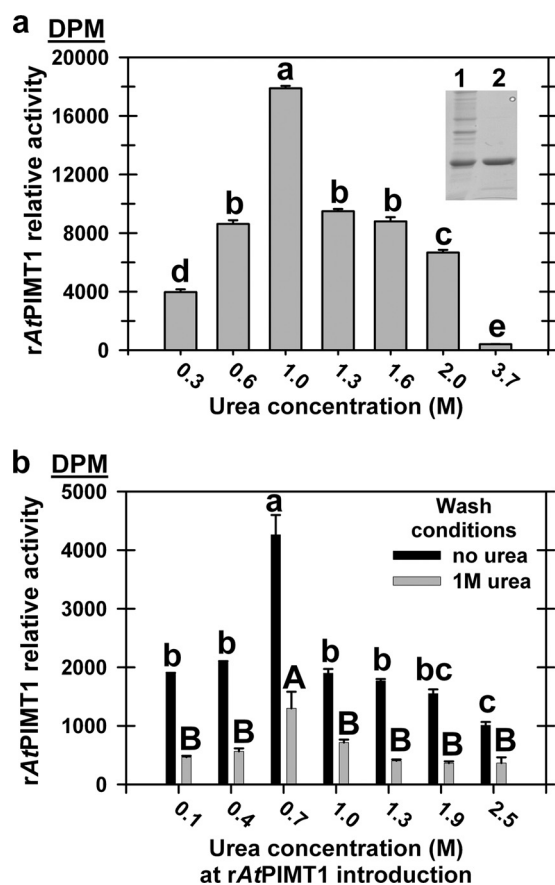 a DPM
rAtPIMT1 relative activity
20000
16000
12000
8000
4000
0
d
b
a
b
b
c
e
1 2
0.3 0.6 1.0 1.3 1.6 2.0 3.7
Urea concentration (M)
b DPM
rAtPIMT1 relative activity
5000
4000
3000
2000
1000
0
Wash
conditions
no urea
1M urea
b B
b B
a A
b B
b B
bc B
c B
0.1 0.4 0.7 1.0 1.3 1.9 2.5
Urea concentration (M)
at rAtPIMT1 introduction